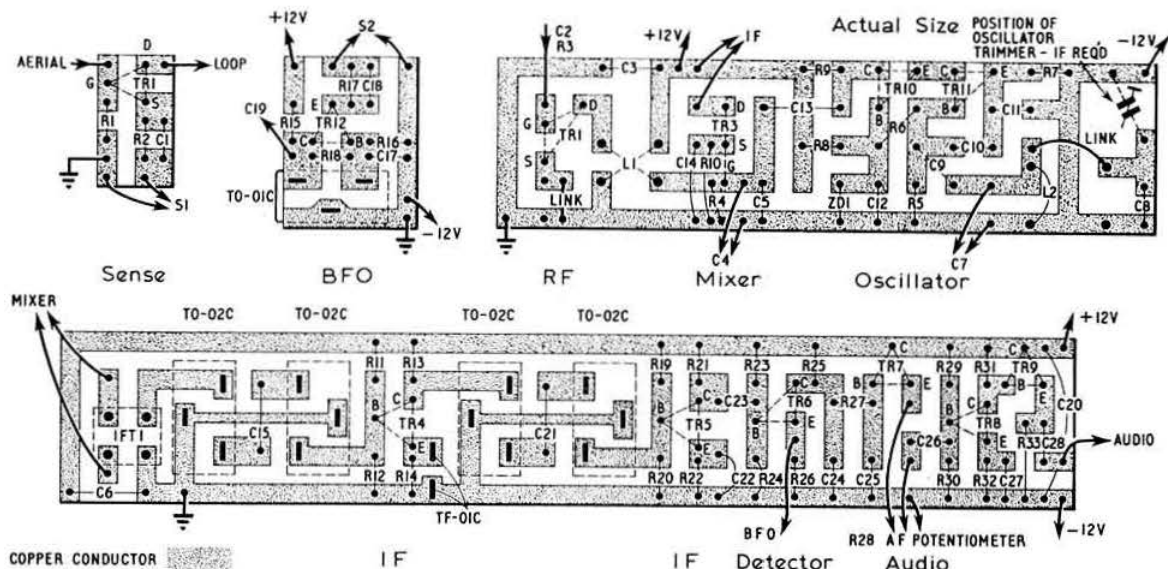 Actual Size
POSITION OF
OSCILLATOR
TRIMMER - IF REQD
-12V
+12V
S2
C2
R3
+12V
IF
D
AERIAL
LOOP
G
TR1
S
R1
R2
C1
S1
C19
R17
C18
E
TR12
R15
C
B
R16
R18
C17
TO-01C
-12V
C3
D
G
TR1
S
L1
LINK
D
TR3
S
C14
R10
G
R4
C5
C4
C13
R9
C
E
C
E
R7
TR10
TR11
B
R6
B
C11
R8
C10
C9
ZD1
C12
R5
L2
LINK
C8
C7
Sense
BFO
RF
Mixer
Oscillator
MIXER
TO-02C
TO-02C
TO-02C
TO-02C
+12V
R11
R13
R19
R21
R23
R25
C
TR7
R29
R31
C
TR9
B
C
TR4
E
B
C
TR5
E
C23
C
TR6
E
B
R27
B
E
B
C
TR8
E
B
E
C20
IFT1
C15
C21
C26
R33
C28
AUDIO
C6
R12
R14
R20
R22
C22
R24
R26
C24
C25
R30
R32
C27
TF-01C
BFO
R28
AF POTENTIOMETER
-12V
COPPER CONDUCTOR
IF
IF
Detector
Audio